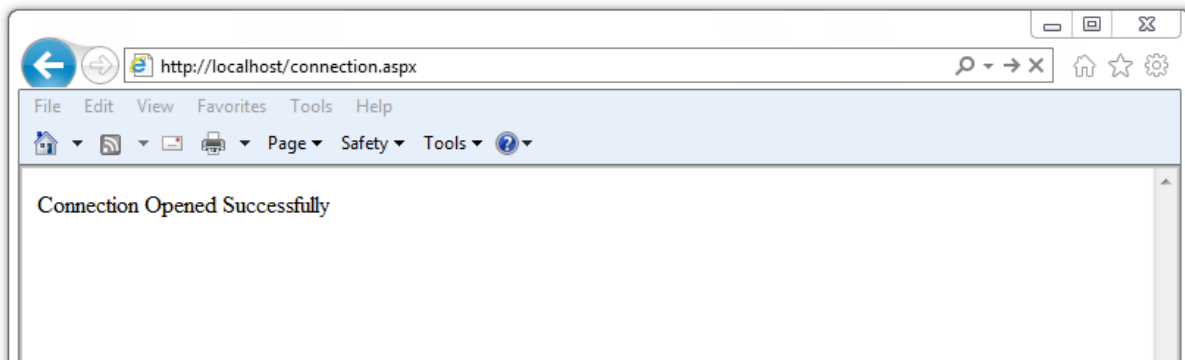 http://localhost/connection.aspx
File Edit View Favorites Tools Help
Page Safety Tools
Connection Opened Successfully